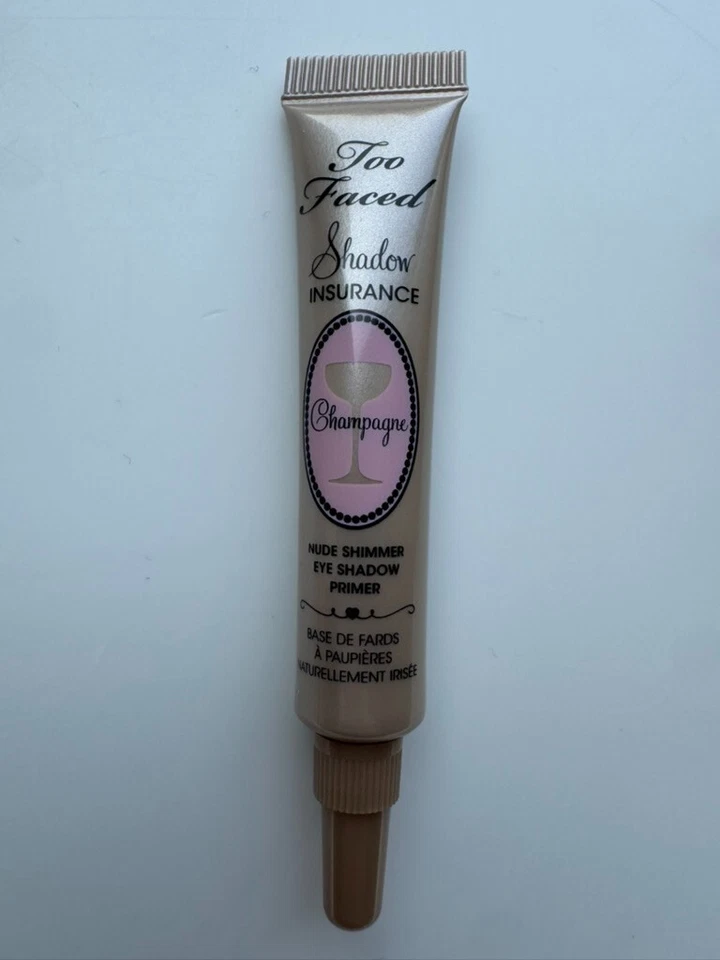 Too
Faced
Shadow
INSURANCE
Champagne
NUDE SHIMMER
EYE SHADOW
PRIMER
BASE DE FARDS
À PAUPIÈRES
NATURELLEMENT IRISÉE